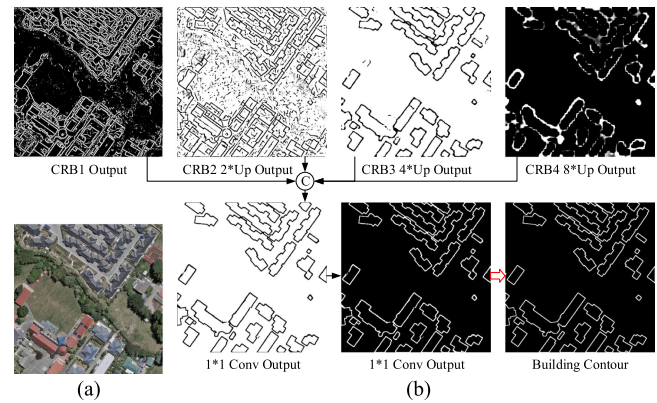 CRB1 Output
CRB2 2*Up Output
CRB3 4*Up Output
CRB4 8*Up Output
C
1*1 Conv Output
1*1 Conv Output
Building Contour
(a)
(b)